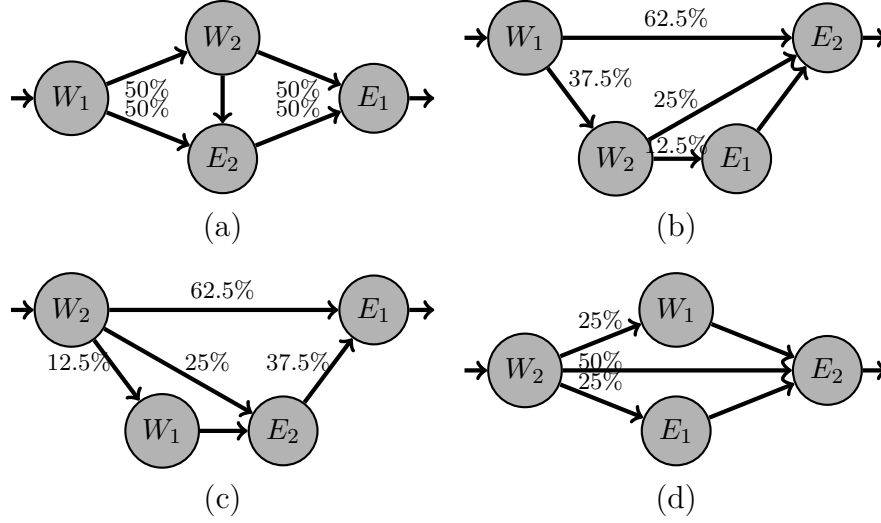 W₂
W₁
50%
50%
50%
50%
E₁
E₂
(a)
W₁
62.5%
E₂
37.5%
25%
12.5%
W₂
E₁
(b)
W₂
62.5%
E₁
12.5%
25%
37.5%
W₁
E₂
(c)
W₁
25%
W₂
50%
25%
E₂
E₁
(d)